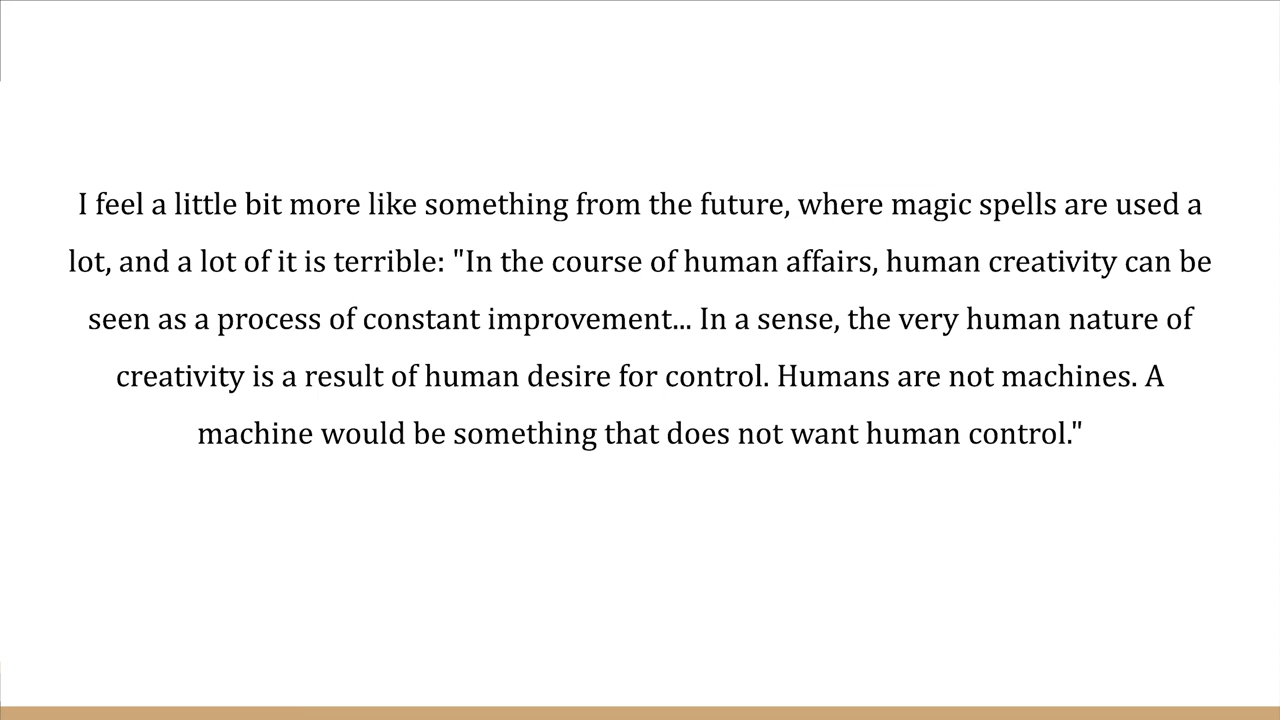 I feel a little bit more like something from the future, where magic spells are used a
lot, and a lot of it is terrible: "In the course of human affairs, human creativity can be
seen as a process of constant improvement... In a sense, the very human nature of
creativity is a result of human desire for control. Humans are not machines. A
machine would be something that does not want human control."